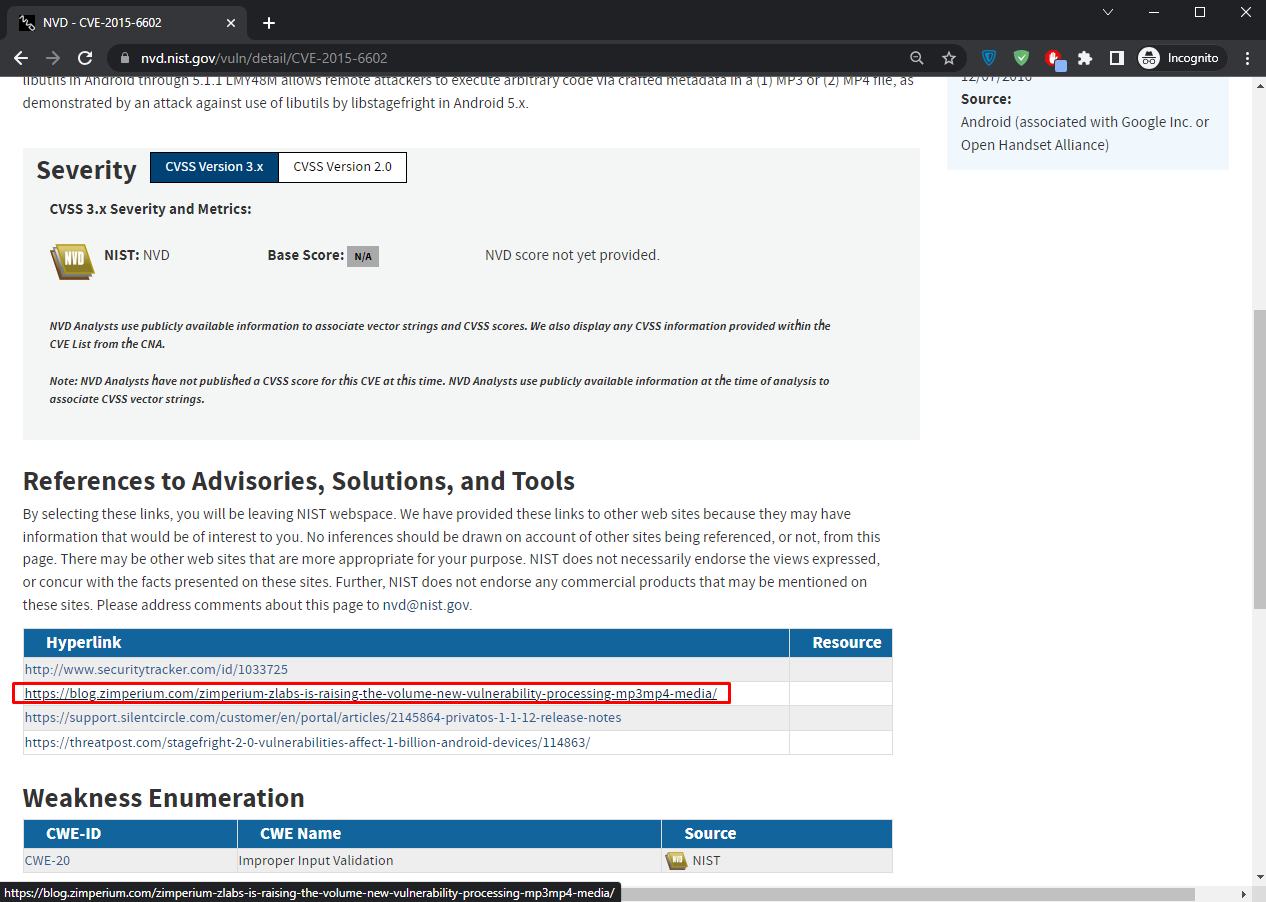 NVD - CVE-2015-6602
nvd.nist.gov/vuln/detail/CVE-2015-6602
Incognito
libutils in Android through 5.1.1 LMY48M allows remote attackers to execute arbitrary code via crafted metadata in a (1) MP3 or (2) MP4 file, as
demonstrated by an attack against use of libutils by libstagefright in Android 5.x.
12/07/2016
Source:
Android (associated with Google Inc. or
Open Handset Alliance)
Severity
CVSS Version 3.x
CVSS Version 2.0
CVSS 3.x Severity and Metrics:
NVD
NIST: NVD
Base Score: N/A
NVD score not yet provided.
NVD Analysts use publicly available information to associate vector strings and CVSS scores. We also display any CVSS information provided within the
CVE List from the CNA.
Note: NVD Analysts have not published a CVSS score for this CVE at this time. NVD Analysts use publicly available information at the time of analysis to
associate CVSS vector strings.
References to Advisories, Solutions, and Tools
By selecting these links, you will be leaving NIST webspace. We have provided these links to other web sites because they may have
information that would be of interest to you. No inferences should be drawn on account of other sites being referenced, or not, from this
page. There may be other web sites that are more appropriate for your purpose. NIST does not necessarily endorse the views expressed,
or concur with the facts presented on these sites. Further, NIST does not endorse any commercial products that may be mentioned on
these sites. Please address comments about this page to nvd@nist.gov.
Hyperlink Resource
http://www.securitytracker.com/id/1033725
https://blog.zimperium.com/zimperium-zlabs-is-raising-the-volume-new-vulnerability-processing-mp3mp4-media/
https://support.silentcircle.com/customer/en/portal/articles/2145864-privatos-1-1-12-release-notes
https://threatpost.com/stagefright-2-0-vulnerabilities-affect-1-billion-android-devices/114863/
Weakness Enumeration
CWE-ID CWE Name Source
CWE-20 Improper Input Validation NVD NIST
https://blog.zimperium.com/zimperium-zlabs-is-raising-the-volume-new-vulnerability-processing-mp3mp4-media/